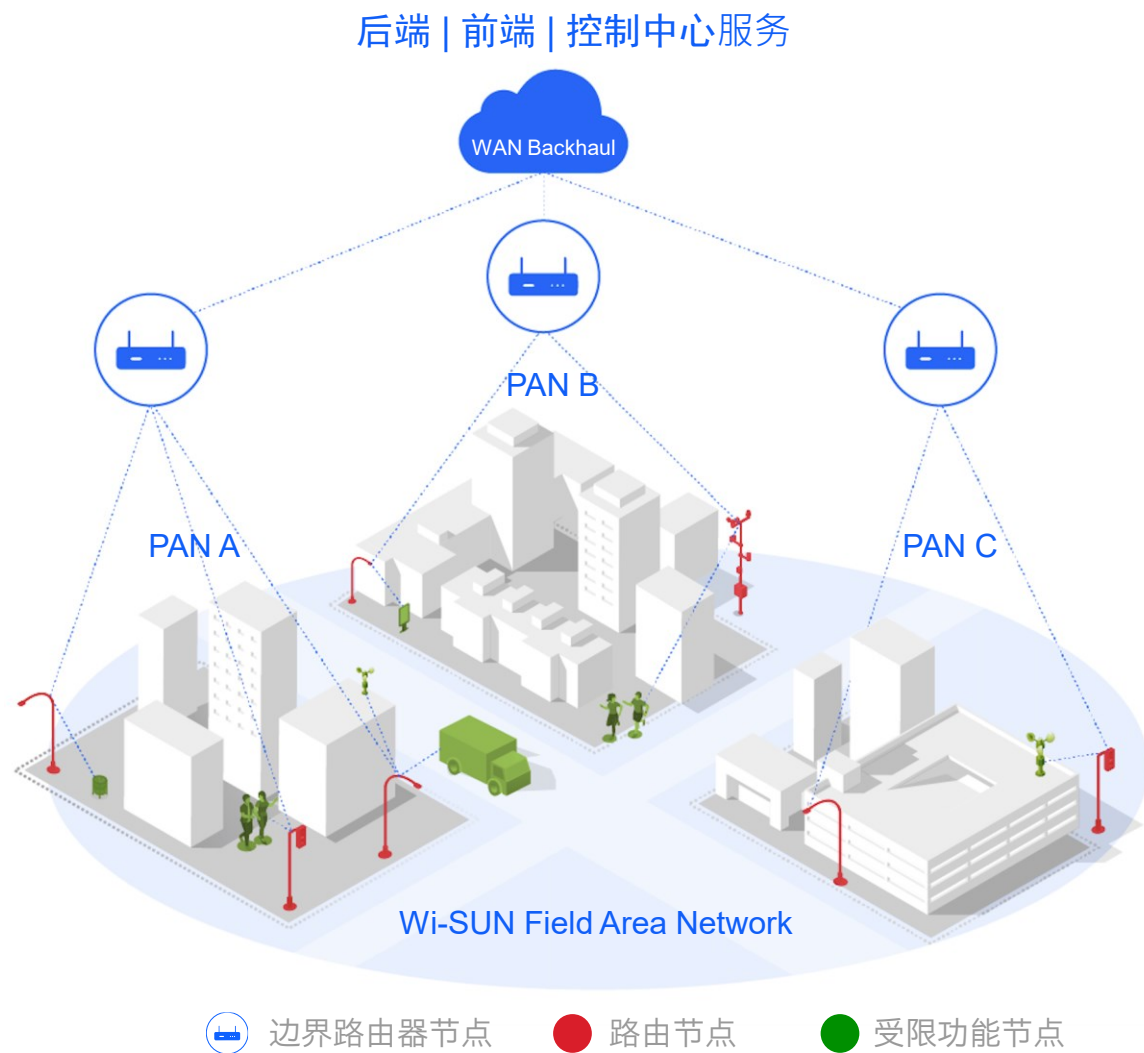 后端 | 前端 | 控制中心服务
WAN Backhaul
PAN B
PAN A
PAN C
Wi-SUN Field Area Network
边界路由器节点
路由节点
受限功能节点